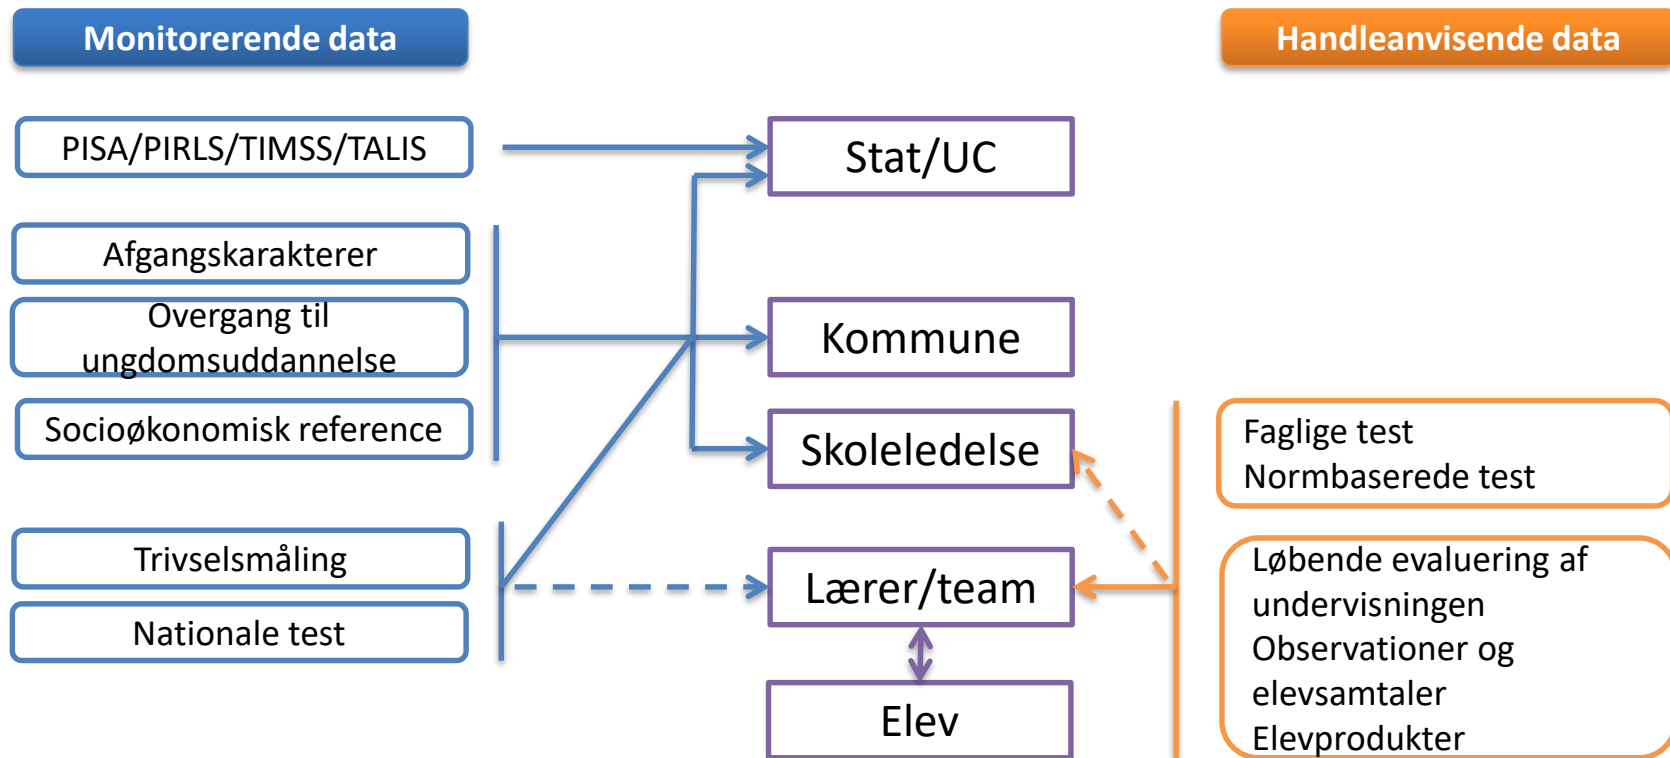 Monitorerende data
Handleanvisende data
PISA/PIRLS/TIMSS/TALIS
Afgangskarakterer
Overgang til
ungdomsuddannelse
Socioøkonomisk reference
Trivselsmåling
Nationale test
Stat/UC
Kommune
Skoleledelse
Lærer/team
Elev
Faglige test
Normbaserede test
Løbende evaluering af
undervisningen
Observationer og
elevsamtaler
Elevprodukter